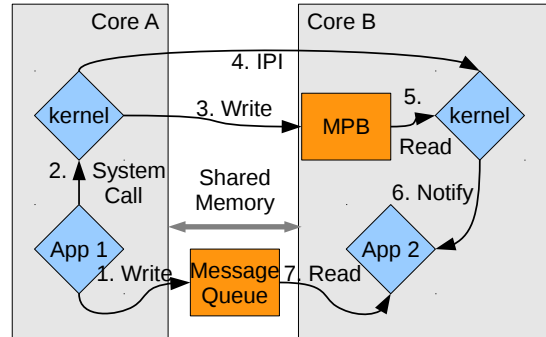 Core A
Core B
4. IPI
kernel
3. Write
MPB
5.
kernel
Read
2.
System
Call
Shared
Memory
6. Notify
App 1
App 2
1. Write
Message
Queue
7. Read